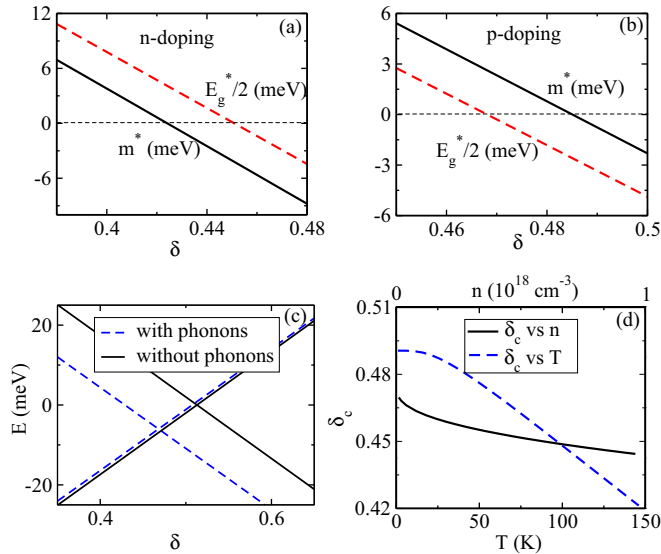 12
6
0
-6
n-doping
(a)
E_g^*/2 (meV)
m^* (meV)
0.4
0.44
0.48
δ
6
3
0
-3
-6
p-doping
(b)
m^* (meV)
E_g^*/2 (meV)
0.46
0.48
0.5
δ
20
0
-20
E (meV)
(c)
with phonons
without phonons
0.4
0.6
δ
0
n (10^18 cm^-3)
1
0.51
0.48
0.45
0.42
δ_c
(d)
δ_c vs n
δ_c vs T
0
50
100
150
T (K)